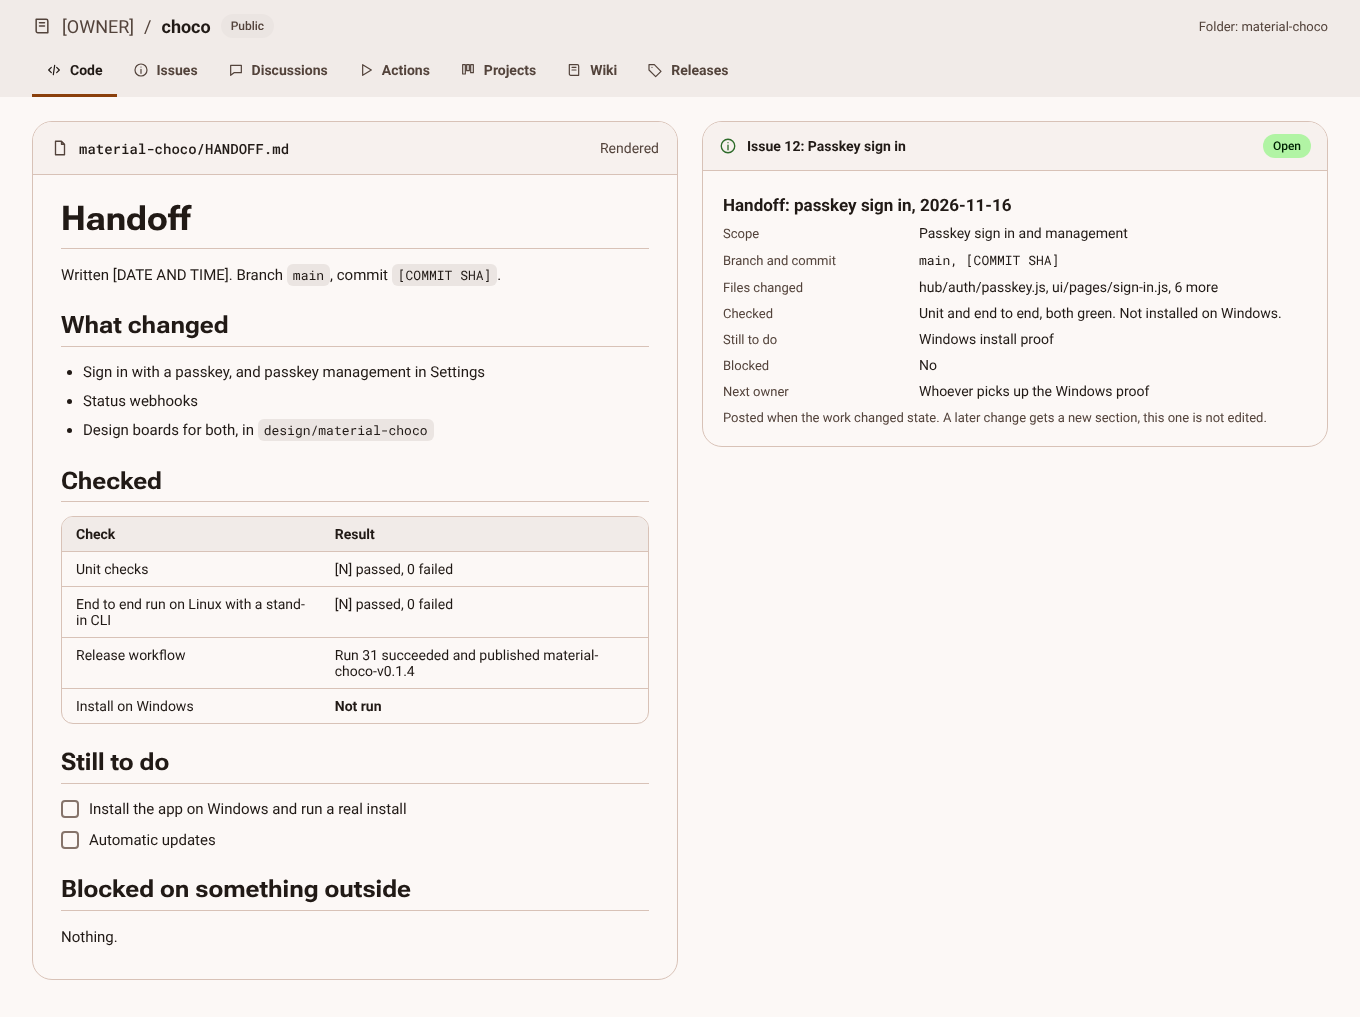 [OWNER] / choco Public
Folder: material-choco
Code Issues Discussions Actions Projects Wiki Releases
material-choco/HANDOFF.md Rendered
Handoff
Written [DATE AND TIME]. Branch main, commit [COMMIT SHA].
What changed
• Sign in with a passkey, and passkey management in Settings
• Status webhooks
• Design boards for both, in design/material-choco
Checked
Check Result
Unit checks [N] passed, 0 failed
End to end run on Linux with a stand- [N] passed, 0 failed
in CLI
Release workflow Run 31 succeeded and published material-
choco-v0.1.4
Install on Windows Not run
Still to do
Install the app on Windows and run a real install
Automatic updates
Blocked on something outside
Nothing.
Issue 12: Passkey sign in Open
Handoff: passkey sign in, 2026-11-16
Scope Passkey sign in and management
Branch and commit main, [COMMIT SHA]
Files changed hub/auth/passkey.js, ui/pages/sign-in.js, 6 more
Checked Unit and end to end, both green. Not installed on Windows.
Still to do Windows install proof
Blocked No
Next owner Whoever picks up the Windows proof
Posted when the work changed state. A later change gets a new section, this one is not edited.